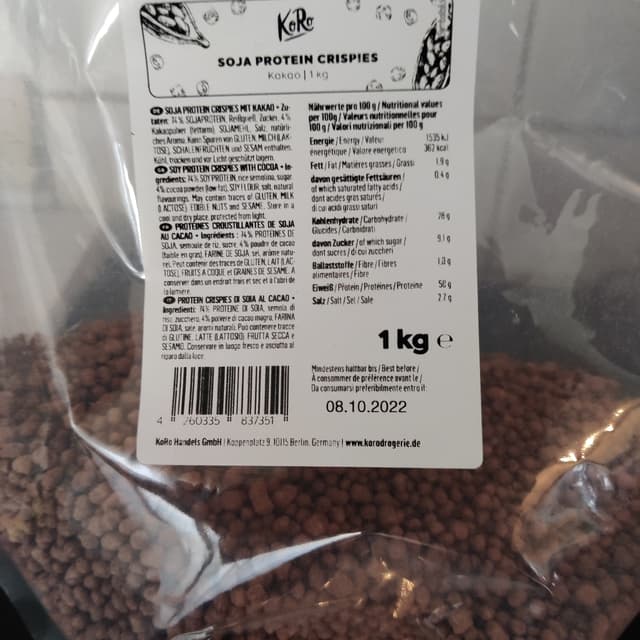 KoRo
SOJA PROTEIN CRISPIES
Kakao | 1 kg
DE SOJA PROTEIN CRISPIES MIT KAKAO • Zu-
taten: 74% SOJAPROTEIN, Reisgrieß, Zucker, 4%
Kakaopulver (fettarm), SOJAMEHL, Salz, natürli-
ches Aroma. Kann Spuren von GLUTEN, MILCH(LAK-
TOSE), SCHALENFRÜCHTEN und SESAM enthalten.
Kühl, trocken und vor Licht geschützt lagern.
SOY PROTEIN CRISPIES WITH COCOA • In-
gredients: 74% SOY PROTEIN, rice semolina, sugar,
4% cocoa powder (low fat), SOY FLOUR, salt, natural
flavourings. May contain traces of GLUTEN, MILK
(LACTOSE), EDIBLE NUTS and SESAME. Store in a
cool and dry place, protected from light.
PROTÉINES CROUSTILLANTES DE SOJA
AU CACAO • Ingrédients: 74% PROTÉINES DE
SOJA, semoule de riz, sucre, 4% poudre de cacao
(faible en gras), FARINE DE SOJA, sel, arôme natu-
rel. Peut contenir des traces de GLUTEN, LAIT (LAC-
TOSE), FRUITS A COQUE et GRAINES DE SESAME. A
conserver dans un endroit frais et sec et à l'abri de
la lumière.
PROTEIN CRISPIES DI SOIA AL CACAO •
Ingredienti: 74% PROTEINE DI SOIA, semola di
riso, zucchero, 4% polvere di cacao magra, FARINA
DI SOIA, sale, aromi naturali. Può contenere tracce
di GLUTINE, LATTE (LATTOSIO), FRUTTA SECCA e
SESAMO. Conservare in luogo fresco e asciutto al
riparo dalla luce.
Nährwerte pro 100 g / Nutritional values
per 100g / Valeurs nutritionnelles pour
100 g / Valori nutrizionali per 100 g
Energie / Energy / Valeur 1535 kJ
énergétique / Valore energetico 362 kcal
Fett / Fat / Matières grasses / Grassi 1.9 g
davon gesättigte Fettsäuren / 0.4 g
of which saturated fatty acids /
dont acides gras saturés /
di cui acidi grassi saturi
Kohlenhydrate / Carbohydrate / 28 g
Glucides / Carboidrati
davon Zucker / of which sugar / 9.1 g
dont sucres / di cui zuccheri
Ballaststoffe / Fibre / Fibres
alimentaires / Fibre
Eiweiß / Protein / Protéines / Proteine
Salz / Salt / Sel / Sale
1 kg e
Mindestens haltbar bis / Best before /
À consommer de préférence avant le /
Da consumarsi preferibilmente entro il:
08.10.2022
4 260335 837351
KoRo Handels GmbH | Koppenplatz 9, 10115 Berlin, Germany | www.korodrogerie.de